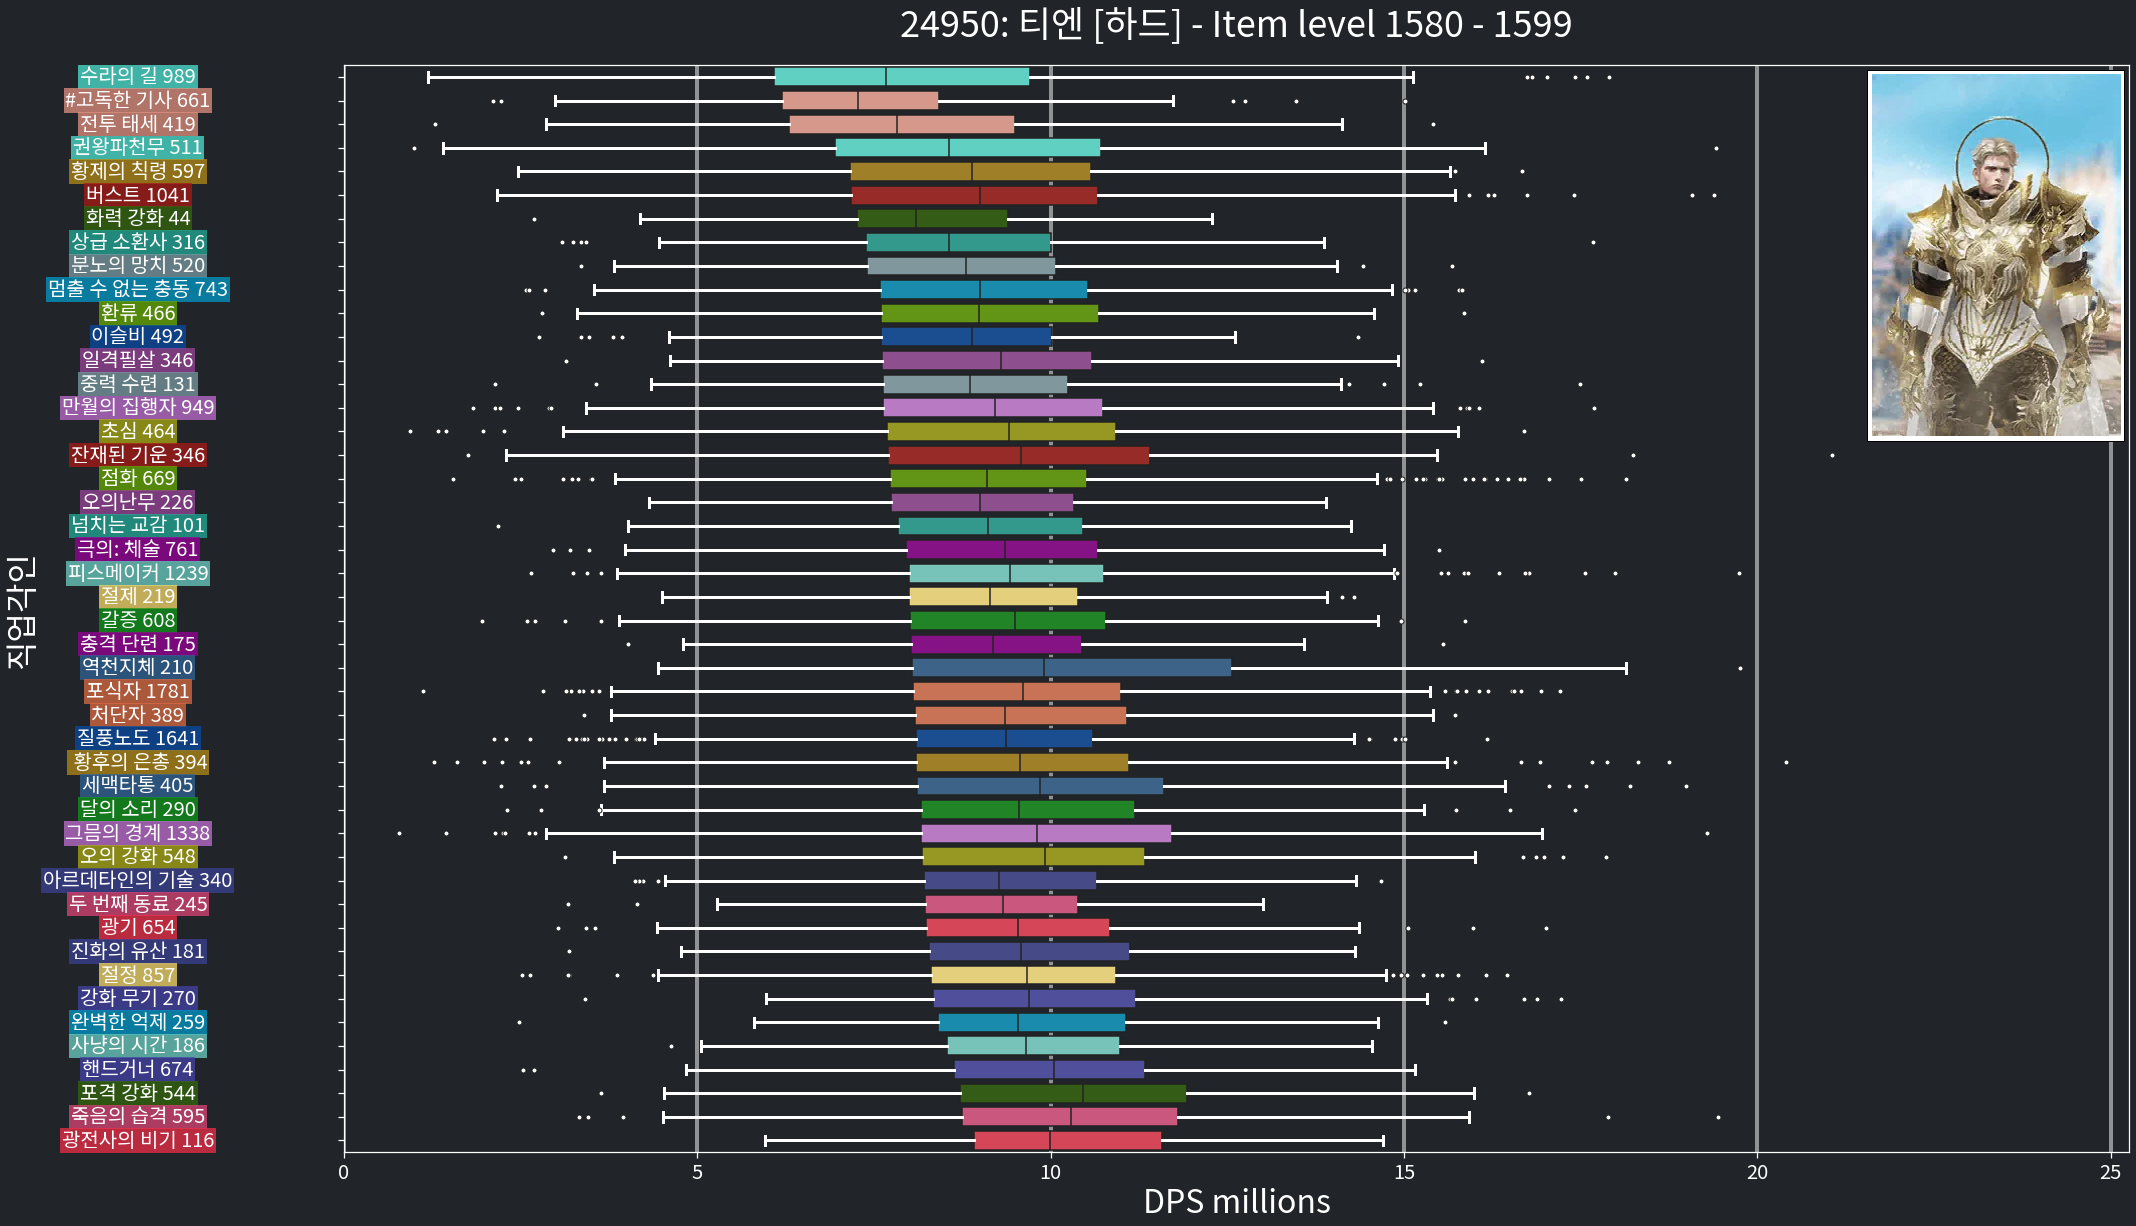 24950: 티엔 [하드] - Item level 1580 - 1599
수라의 길 989
#고독한 기사 661
전투 태세 419
권왕파천무 511
황제의 칙령 597
버스트 1041
화력 강화 44
상급 소환사 316
분노의 망치 520
멈출 수 없는 충동 743
환류 466
이슬비 492
일격필살 346
중력 수련 131
만월의 집행자 949
초심 464
잔재된 기운 346
점화 669
오의난무 226
넘치는 교감 101
극의: 체술 761
피스메이커 1239
절제 219
갈증 608
충격 단련 175
역천지체 210
포식자 1781
처단자 389
질풍노도 1641
황후의 은총 394
세맥타통 405
달의 소리 290
그믐의 경계 1338
오의 강화 548
아르데타인의 기술 340
두 번째 동료 245
광기 654
진화의 유산 181
절정 857
강화 무기 270
완벽한 억제 259
사냥의 시간 186
핸드거너 674
포격 강화 544
죽음의 습격 595
광전사의 비기 116
직업각인
0 5 10 15 20 25
DPS millions